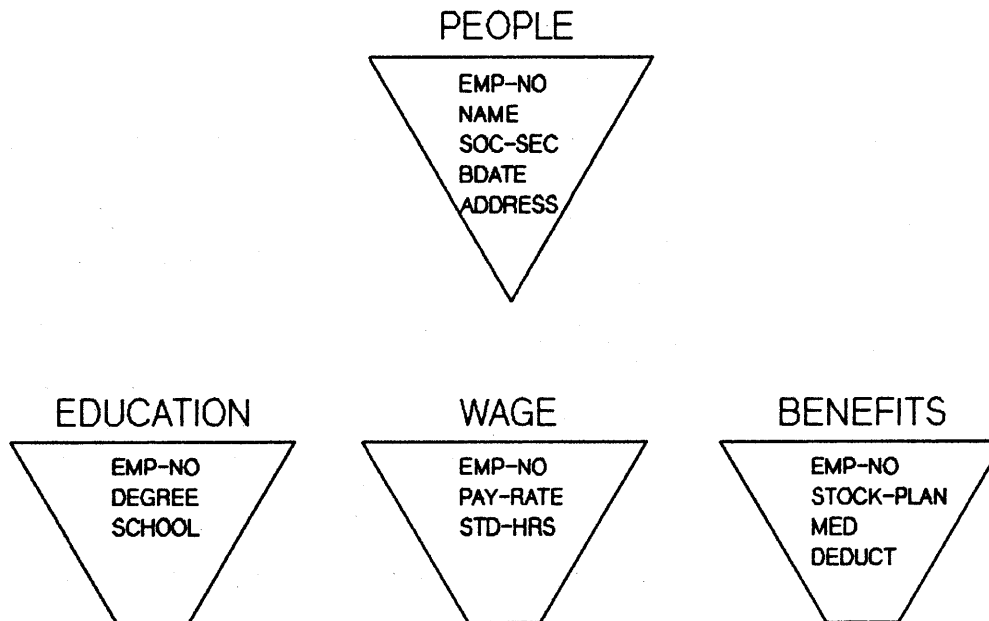 PEOPLE
EMP-NO
NAME
SOC-SEC
BDATE
ADDRESS
EDUCATION
EMP-NO
DEGREE
SCHOOL
WAGE
EMP-NO
PAY-RATE
STD-HRS
BENEFITS
EMP-NO
STOCK-PLAN
MED
DEDUCT